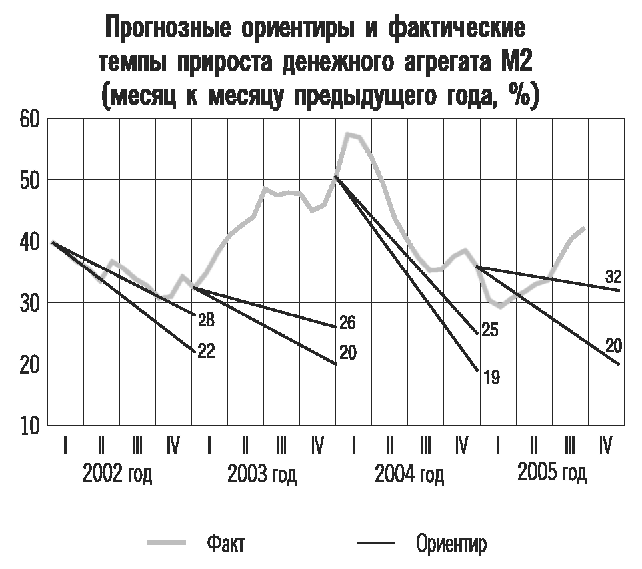 Прогнозные ориентиры и фактические
темпы прироста денежного агрегата М2
(месяц к месяцу предыдущего года, %)
60
50
40
30
20
10
28
22
26
20
25
19
32
20
I II III IV I II III IV I II III IV I II III IV
2002 год 2003 год 2004 год 2005 год
Факт Ориентир